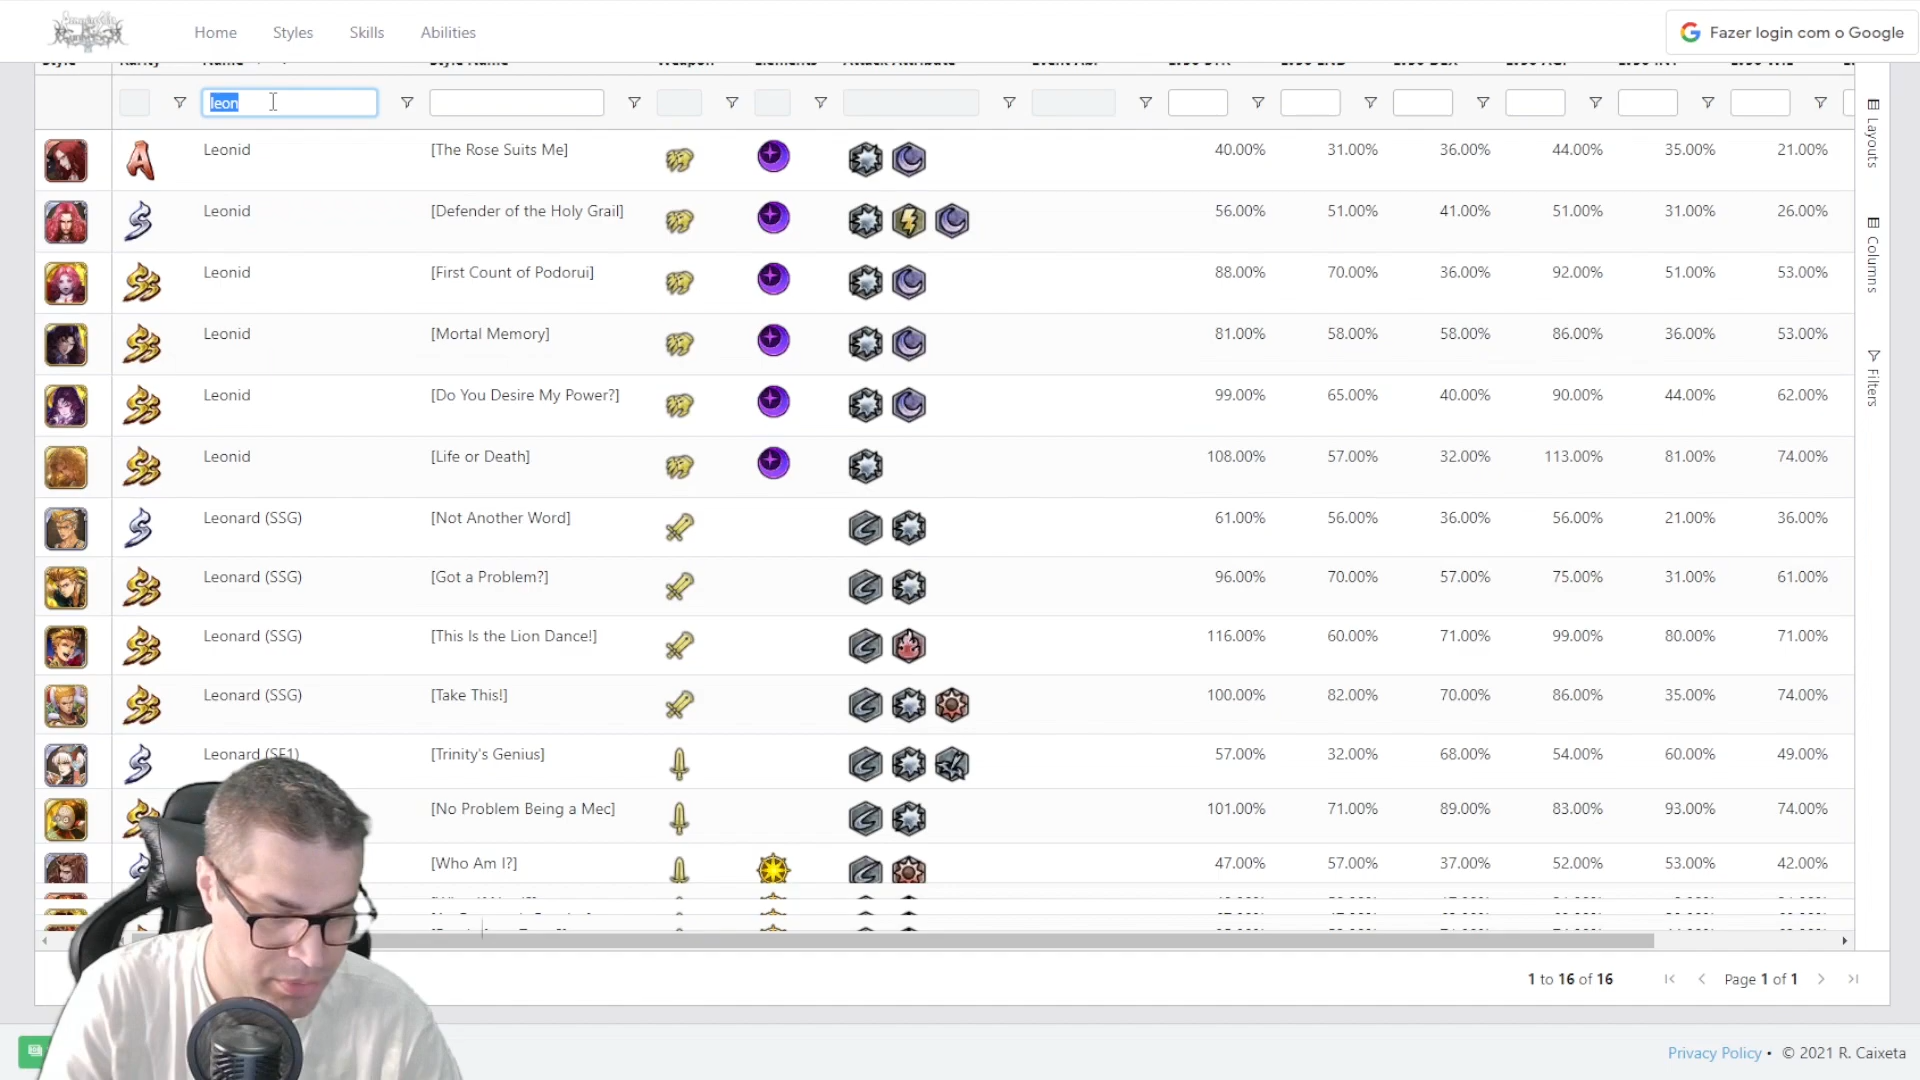 Home Styles Skills Abilities Fazer login com o Google
Style Rarity Name Style Name Weapon Elements Attack Attribute
leon
Leonid [The Rose Suits Me] 40.00% 31.00% 36.00% 44.00% 35.00% 21.00%
Leonid [Defender of the Holy Grail] 56.00% 51.00% 41.00% 51.00% 31.00% 26.00%
Leonid [First Count of Podorui] 88.00% 70.00% 36.00% 92.00% 51.00% 53.00%
Leonid [Mortal Memory] 81.00% 58.00% 58.00% 86.00% 36.00% 53.00%
Leonid [Do You Desire My Power?] 99.00% 65.00% 40.00% 90.00% 44.00% 62.00%
Leonid [Life or Death] 108.00% 57.00% 32.00% 113.00% 81.00% 74.00%
Leonard (SSG) [Not Another Word] 61.00% 56.00% 36.00% 56.00% 21.00% 36.00%
Leonard (SSG) [Got a Problem?] 96.00% 70.00% 57.00% 75.00% 31.00% 61.00%
Leonard (SSG) [This Is the Lion Dance!] 116.00% 60.00% 71.00% 99.00% 80.00% 71.00%
Leonard (SSG) [Take This!] 100.00% 82.00% 70.00% 86.00% 35.00% 74.00%
Leonard (SF1) [Trinity's Genius] 57.00% 32.00% 68.00% 54.00% 60.00% 49.00%
[No Problem Being a Mec] 101.00% 71.00% 89.00% 83.00% 93.00% 74.00%
[Who Am I?] 47.00% 57.00% 37.00% 52.00% 53.00% 42.00%
Layouts
Columns
Filters
1 to 16 of 16 Page 1 of 1
Privacy Policy • © 2021 R. Caixeta